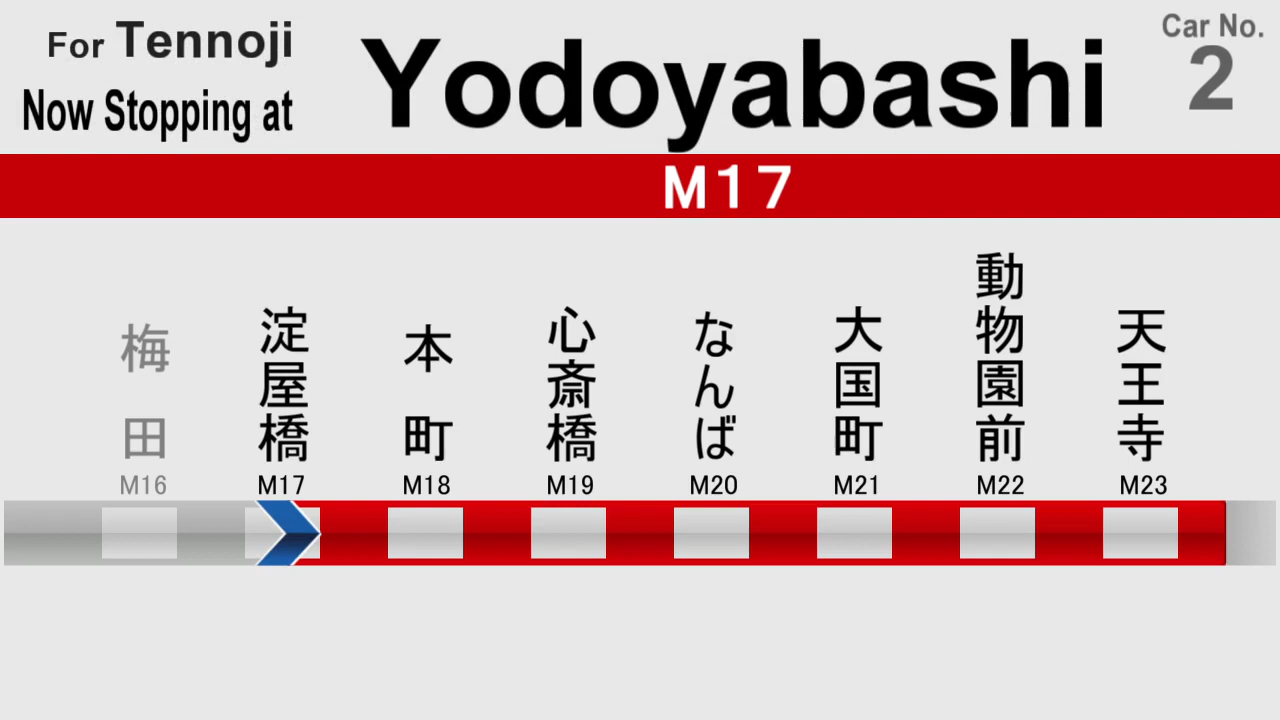 For Tennoji
Now Stopping at
Yodoyabashi
Car No.
2
M17
梅田
淀屋橋
本町
心斎橋
なんば
大国町
動物園前
天王寺
M16
M17
M18
M19
M20
M21
M22
M23